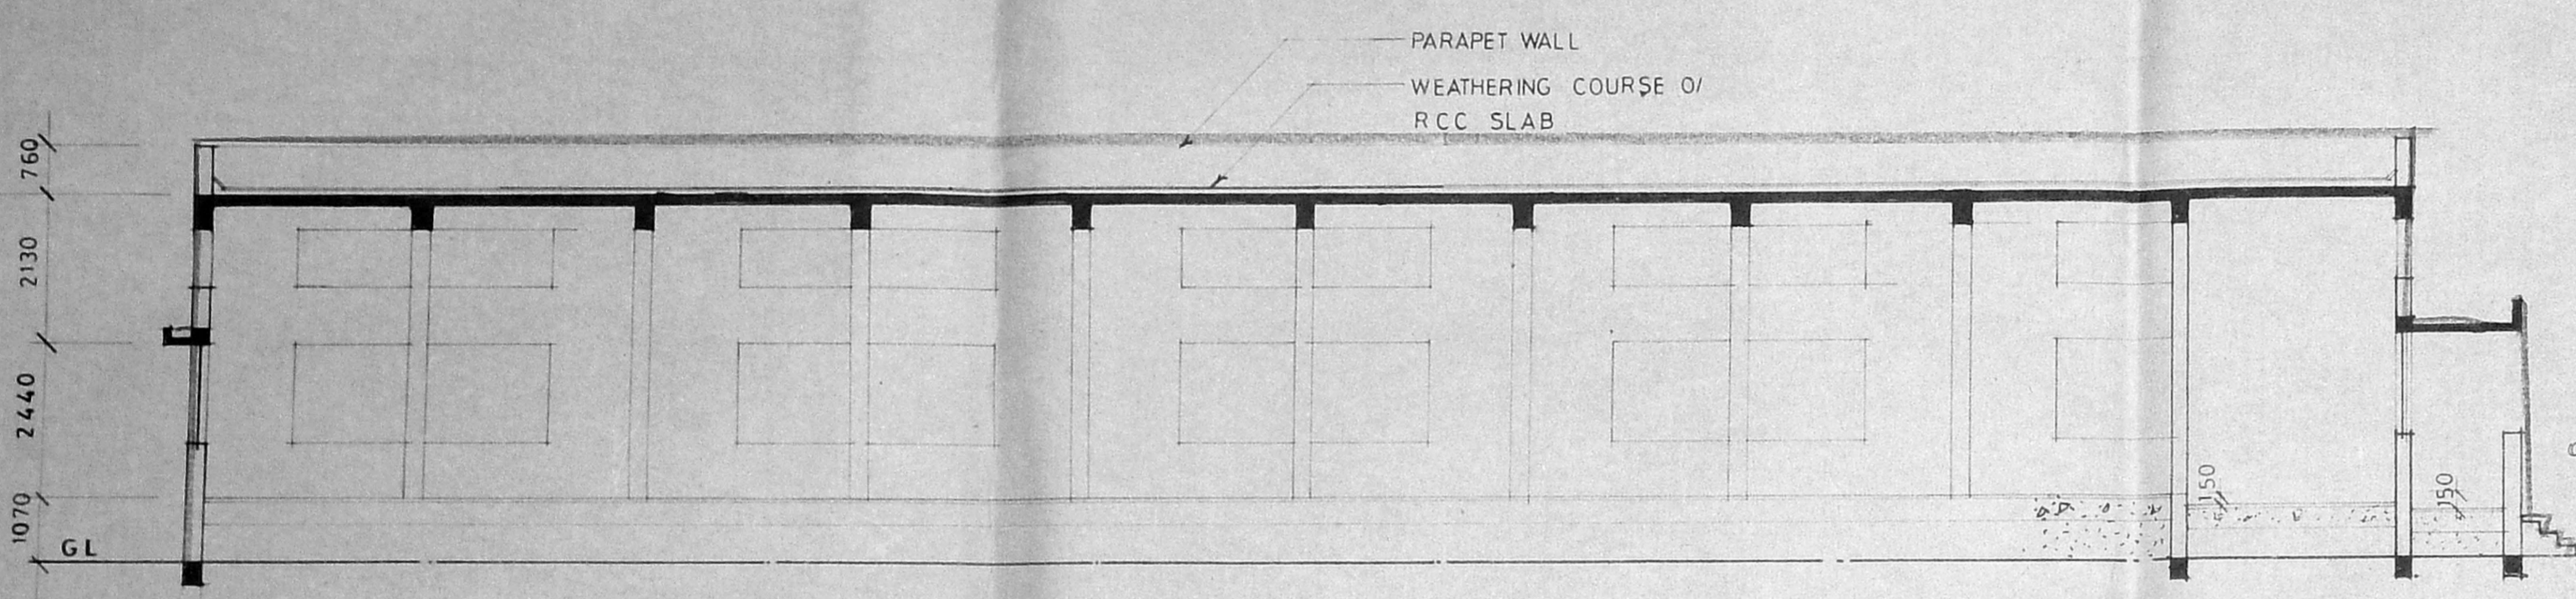 PARAPET WALL
WEATHERING COURSE O/
RCC SLAB
760
2130
2440
1070
GL
150
150